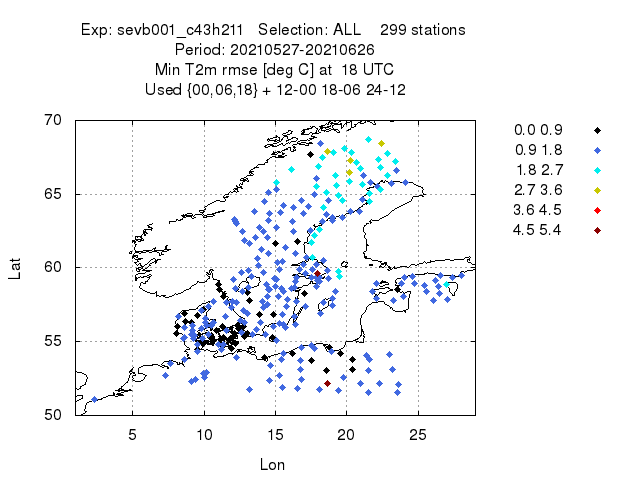 Exp: sevb001_c43h211   Selection: ALL    299 stations
Period: 20210527-20210626
Min T2m rmse [deg C] at  18 UTC
Used {00,06,18} + 12-00 18-06 24-12
70
65
60
55
50
Lat
5 10 15 20 25
Lon
0.0 0.9
0.9 1.8
1.8 2.7
2.7 3.6
3.6 4.5
4.5 5.4